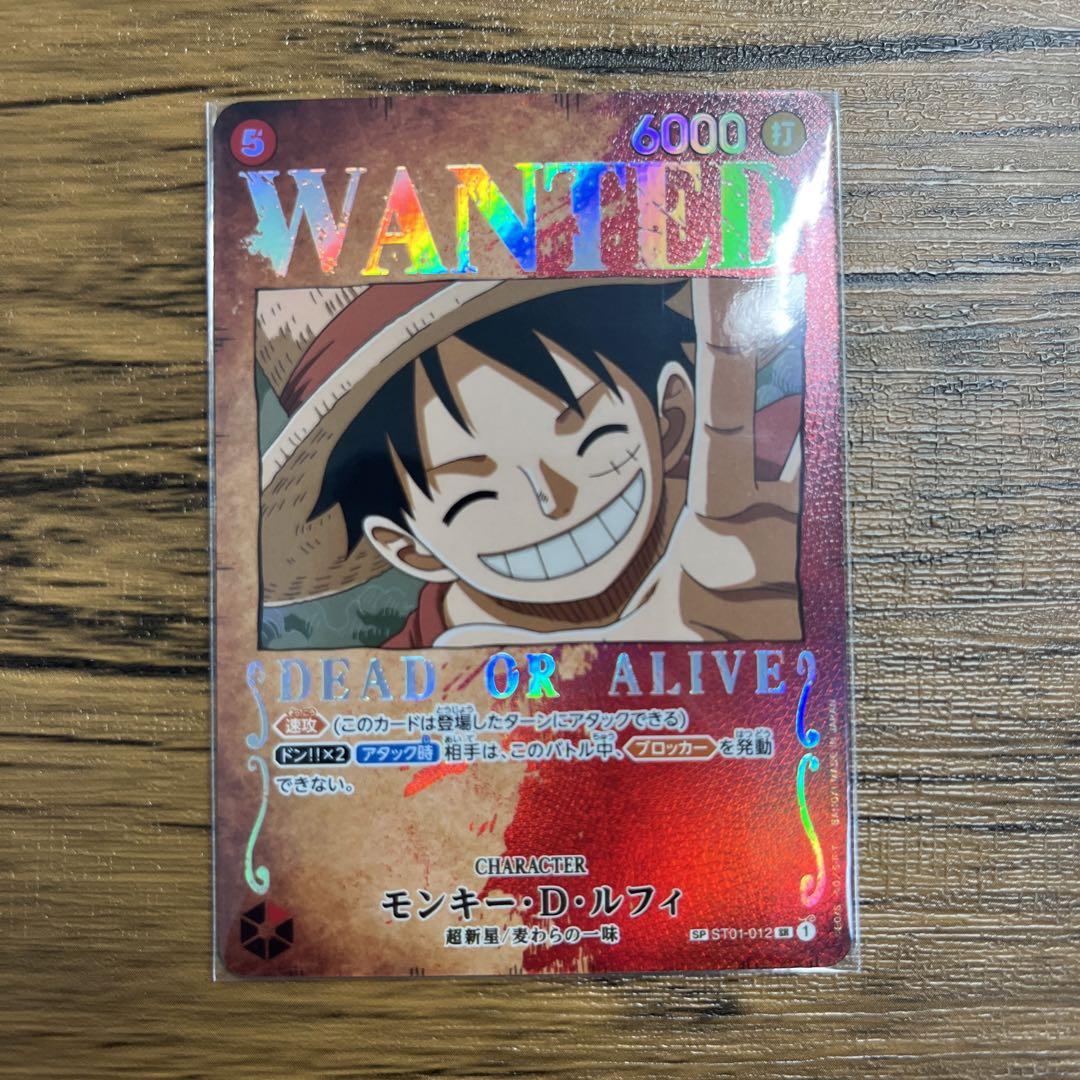 5
6000
打
WANTED
DEAD OR ALIVE
速攻 (このカードは登場したターンにアタックできる)
ドン!!×2 アタック時 相手は、このバトル中、ブロッカーを発動
できない。
CHARACTER
モンキー・D・ルフィ
超新星/麦わらの一味
SP ST01-012 SR 1